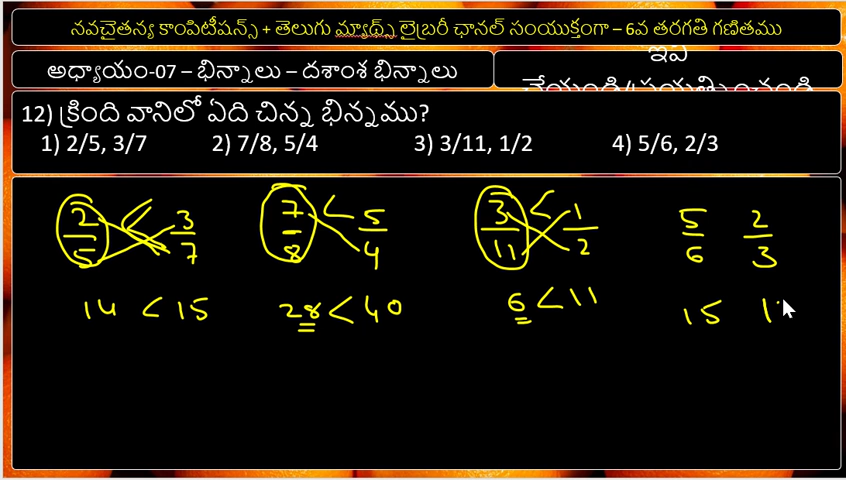 నవచైతన్య కాంపిటీషన్స్ + తెలుగు మ్యాథ్స్ లైబ్రరీ ఛానల్ సంయుక్తంగా – 6వ తరగతి గణితము
అధ్యాయం-07 – భిన్నాలు – దశాంశ భిన్నాలు
12) క్రింది వానిలో ఏది చిన్న భిన్నము?
1) 2/5, 3/7 2) 7/8, 5/4 3) 3/11, 1/2 4) 5/6, 2/3
2/5 < 3/7 7/8 < 5/4 3/11 < 1/2 5/6 2/3
14 < 15 28 < 40 6 < 11 15